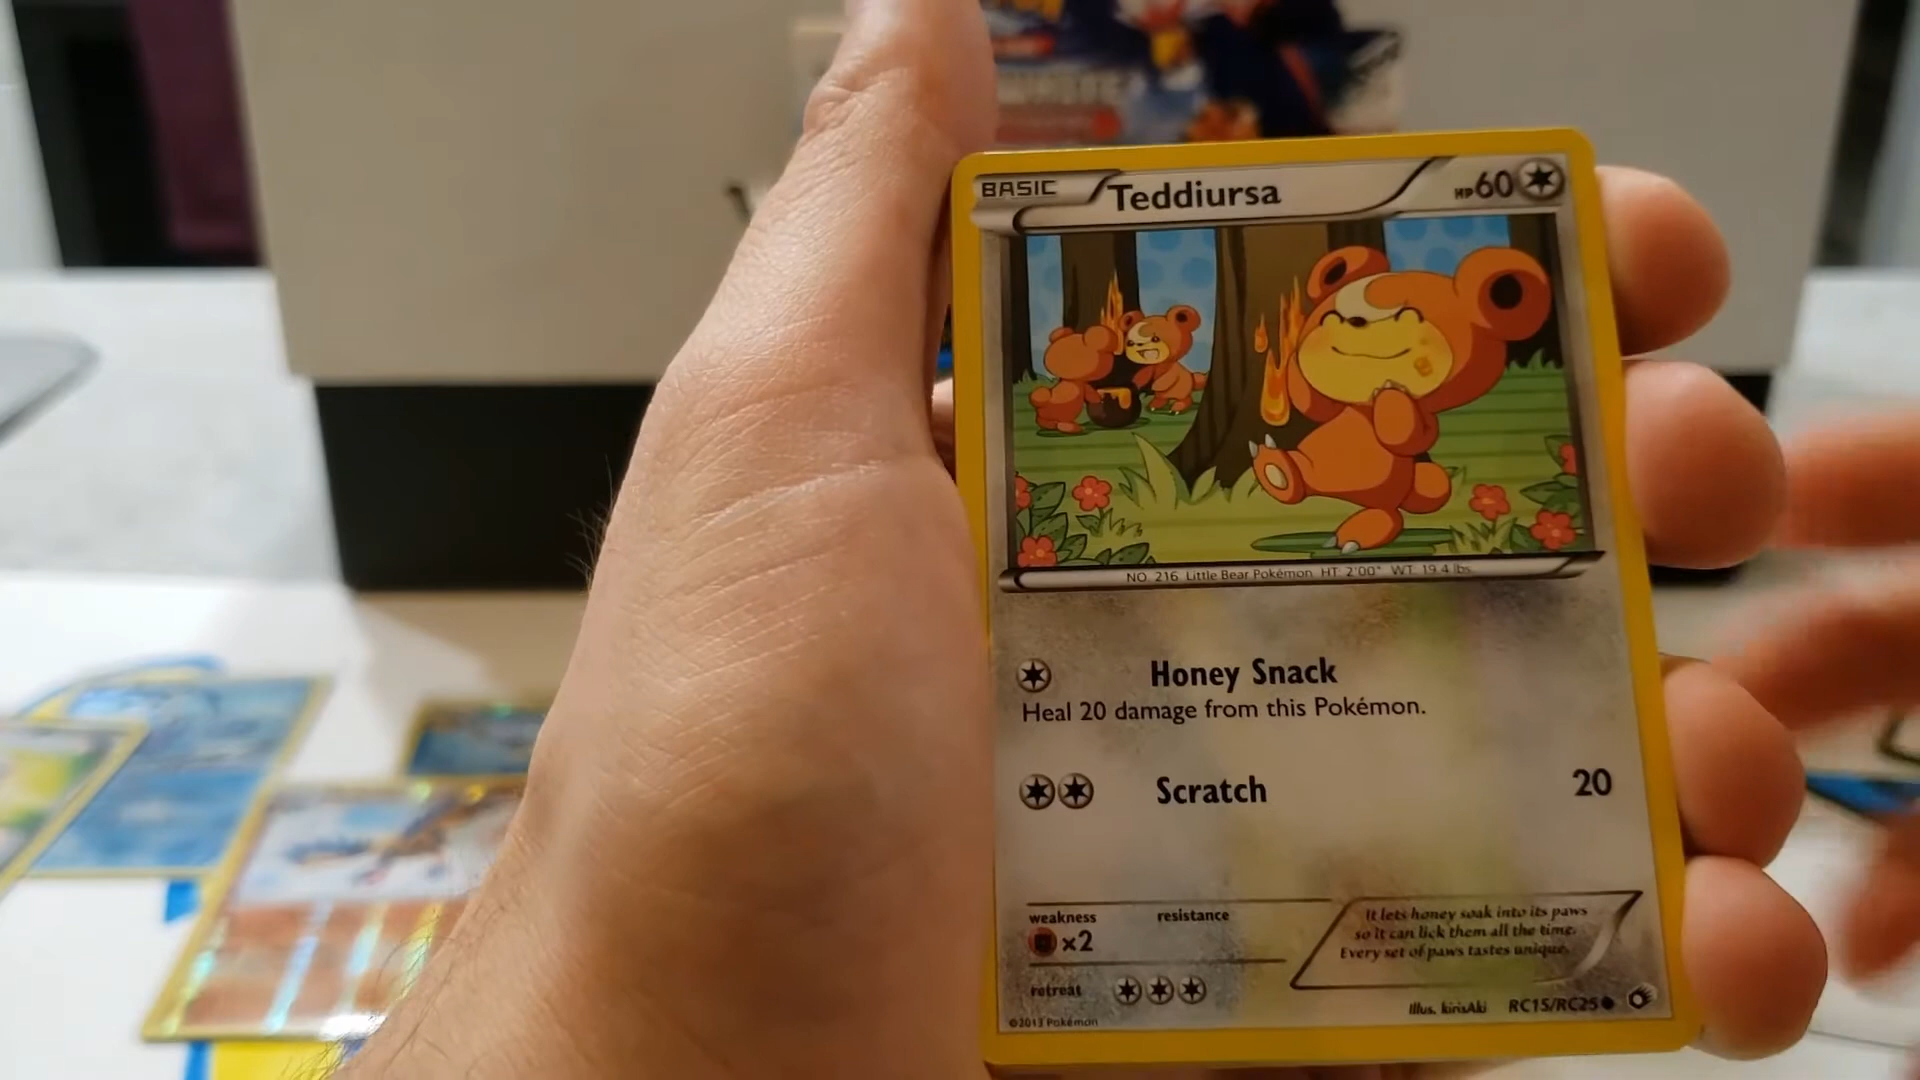 WHITE
BASIC Teddiursa HP60
NO. 216 Little Bear Pokémon HT: 2'00" WT: 19.4 lbs.
Honey Snack
Heal 20 damage from this Pokémon.
Scratch 20
weakness resistance
x2
It lets honey soak into its paws
so it can lick them all the time.
Every set of paws tastes unique.
retreat
Illus. kirisAki RC15/RC25
©2013 Pokémon